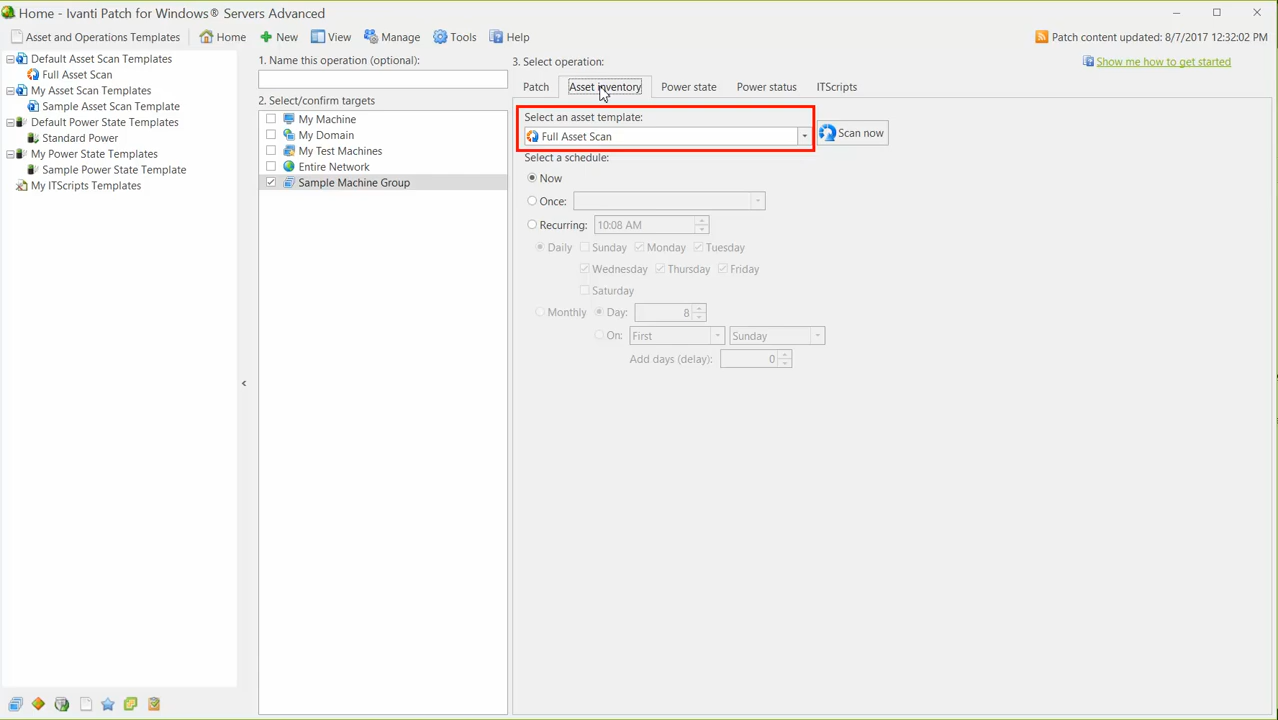 Home - Ivanti Patch for Windows® Servers Advanced
Asset and Operations Templates
Home
New
View
Manage
Tools
Help
Patch content updated: 8/7/2017 12:32:02 PM
Default Asset Scan Templates
Full Asset Scan
My Asset Scan Templates
Sample Asset Scan Template
Default Power State Templates
Standard Power
My Power State Templates
Sample Power State Template
My ITScripts Templates
1. Name this operation (optional):
2. Select/confirm targets
My Machine
My Domain
My Test Machines
Entire Network
Sample Machine Group
3. Select operation:
Show me how to get started
Patch
Asset inventory
Power state
Power status
ITScripts
Select an asset template:
Full Asset Scan
Scan now
Select a schedule:
Now
Once:
Recurring: 10:08 AM
Daily Sunday Monday Tuesday
Wednesday Thursday Friday
Saturday
Monthly Day: 8
On: First Sunday
Add days (delay): 0